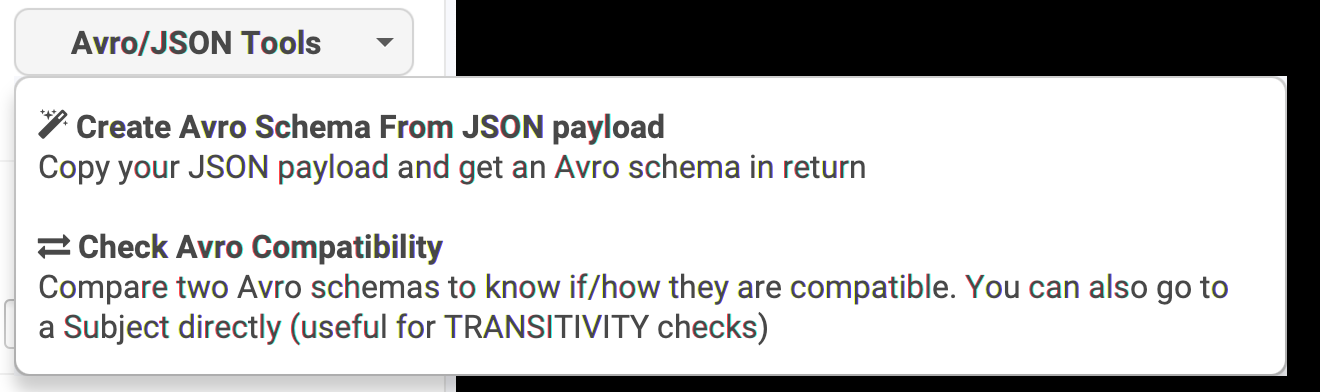 Avro/JSON Tools
Create Avro Schema From JSON payload
Copy your JSON payload and get an Avro schema in return
Check Avro Compatibility
Compare two Avro schemas to know if/how they are compatible. You can also go to
a Subject directly (useful for TRANSITIVITY checks)